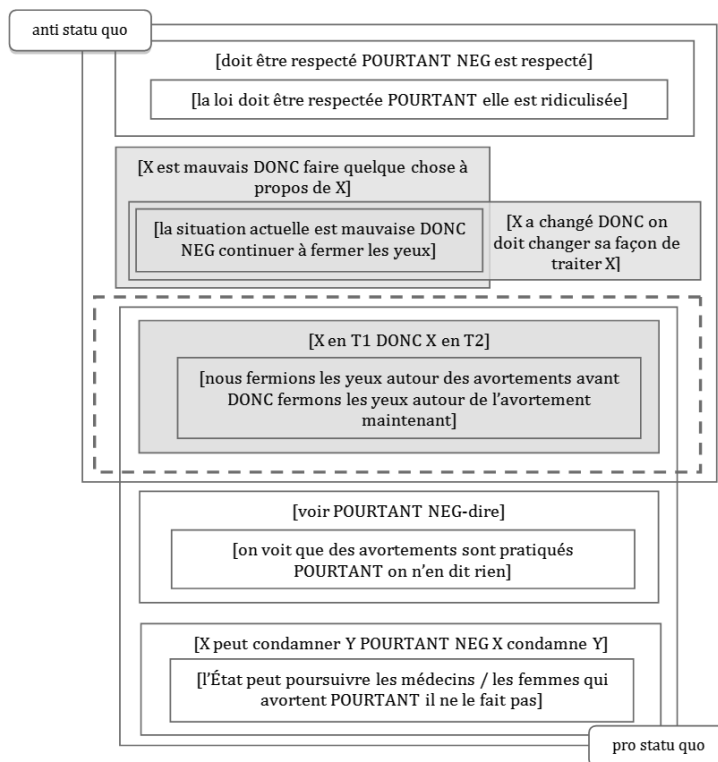 anti statu quo
[doit être respecté POURTANT NEG est respecté]
[la loi doit être respectée POURTANT elle est ridiculisée]
[X est mauvais DONC faire quelque chose à
propos de X]
[la situation actuelle est mauvaise DONC
NEG continuer à fermer les yeux]
[X a changé DONC on
doit changer sa façon de
traiter X]
[X en T1 DONC X en T2]
[nous fermions les yeux autour des avortements avant
DONC fermons les yeux autour de l'avortement
maintenant]
[voir POURTANT NEG-dire]
[on voit que des avortements sont pratiqués
POURTANT on n'en dit rien]
[X peut condamner Y POURTANT NEG X condamne Y]
[l'État peut poursuivre les médecins / les femmes qui
avortent POURTANT il ne le fait pas]
pro statu quo